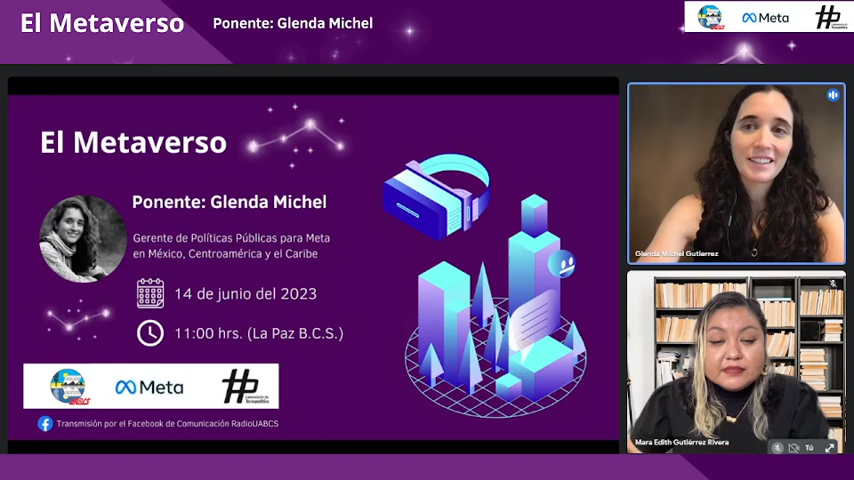 El Metaverso
Ponente: Glenda Michel
UABCS
Meta
El Metaverso
Ponente: Glenda Michel
Gerente de Políticas Públicas para Meta
en México, Centroamérica y el Caribe
14 de junio del 2023
11:00 hrs. (La Paz B.C.S.)
UABCS
Meta
Transmisión por el Facebook de Comunicación RadioUABCS
Glenda Michel Gutierrez
Mara Edith Gutiérrez Rivera
Tú